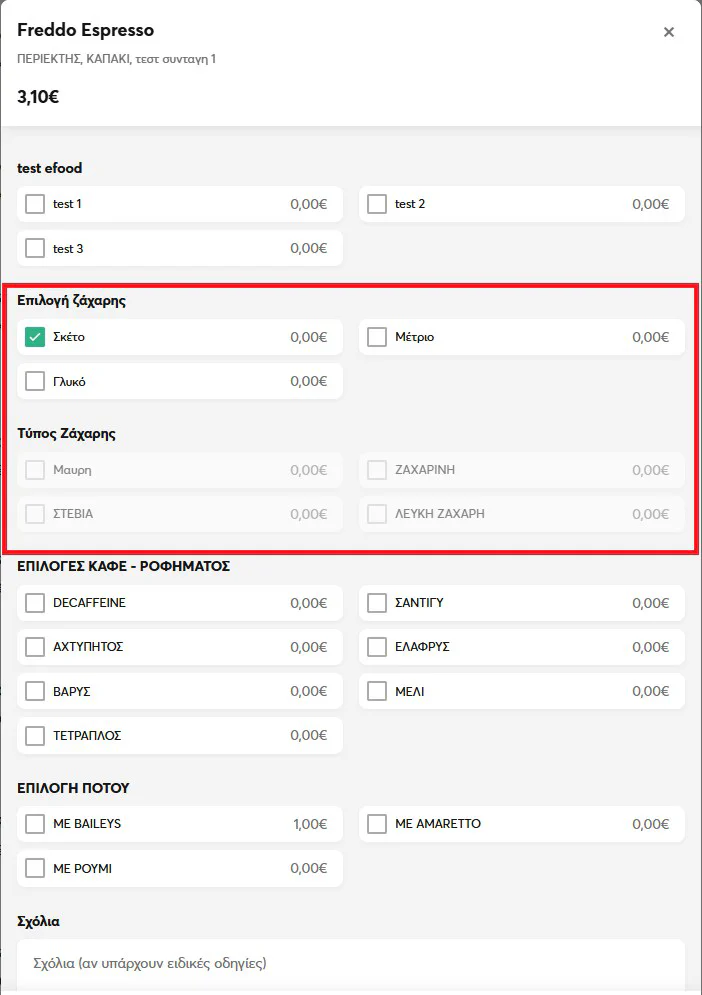 Freddo Espresso
ΠΕΡΙΕΚΤΗΣ, ΚΑΠΑΚΙ, τεστ συνταγη 1
3,10€
test efood
test 1 0,00€ test 2 0,00€
test 3 0,00€
Επιλογή ζάχαρης
Σκέτο 0,00€ Μέτριο 0,00€
Γλυκό 0,00€
Τύπος Ζάχαρης
Μαυρη 0,00€ ΖΑΧΑΡΙΝΗ 0,00€
ΣΤΕΒΙΑ 0,00€ ΛΕΥΚΗ ΖΑΧΑΡΗ 0,00€
ΕΠΙΛΟΓΕΣ ΚΑΦΕ - ΡΟΦΗΜΑΤΟΣ
DECAFFEINE 0,00€ ΣΑΝΤΙΓΥ 0,00€
ΑΧΤΥΠΗΤΟΣ 0,00€ ΕΛΑΦΡΥΣ 0,00€
ΒΑΡΥΣ 0,00€ ΜΕΛΙ 0,00€
ΤΕΤΡΑΠΛΟΣ 0,00€
ΕΠΙΛΟΓΗ ΠΟΤΟΥ
ΜΕ BAILEYS 1,00€ ΜΕ AMARETTO 0,00€
ΜΕ ΡΟΥΜΙ 0,00€
Σχόλια
Σχόλια (αν υπάρχουν ειδικές οδηγίες)